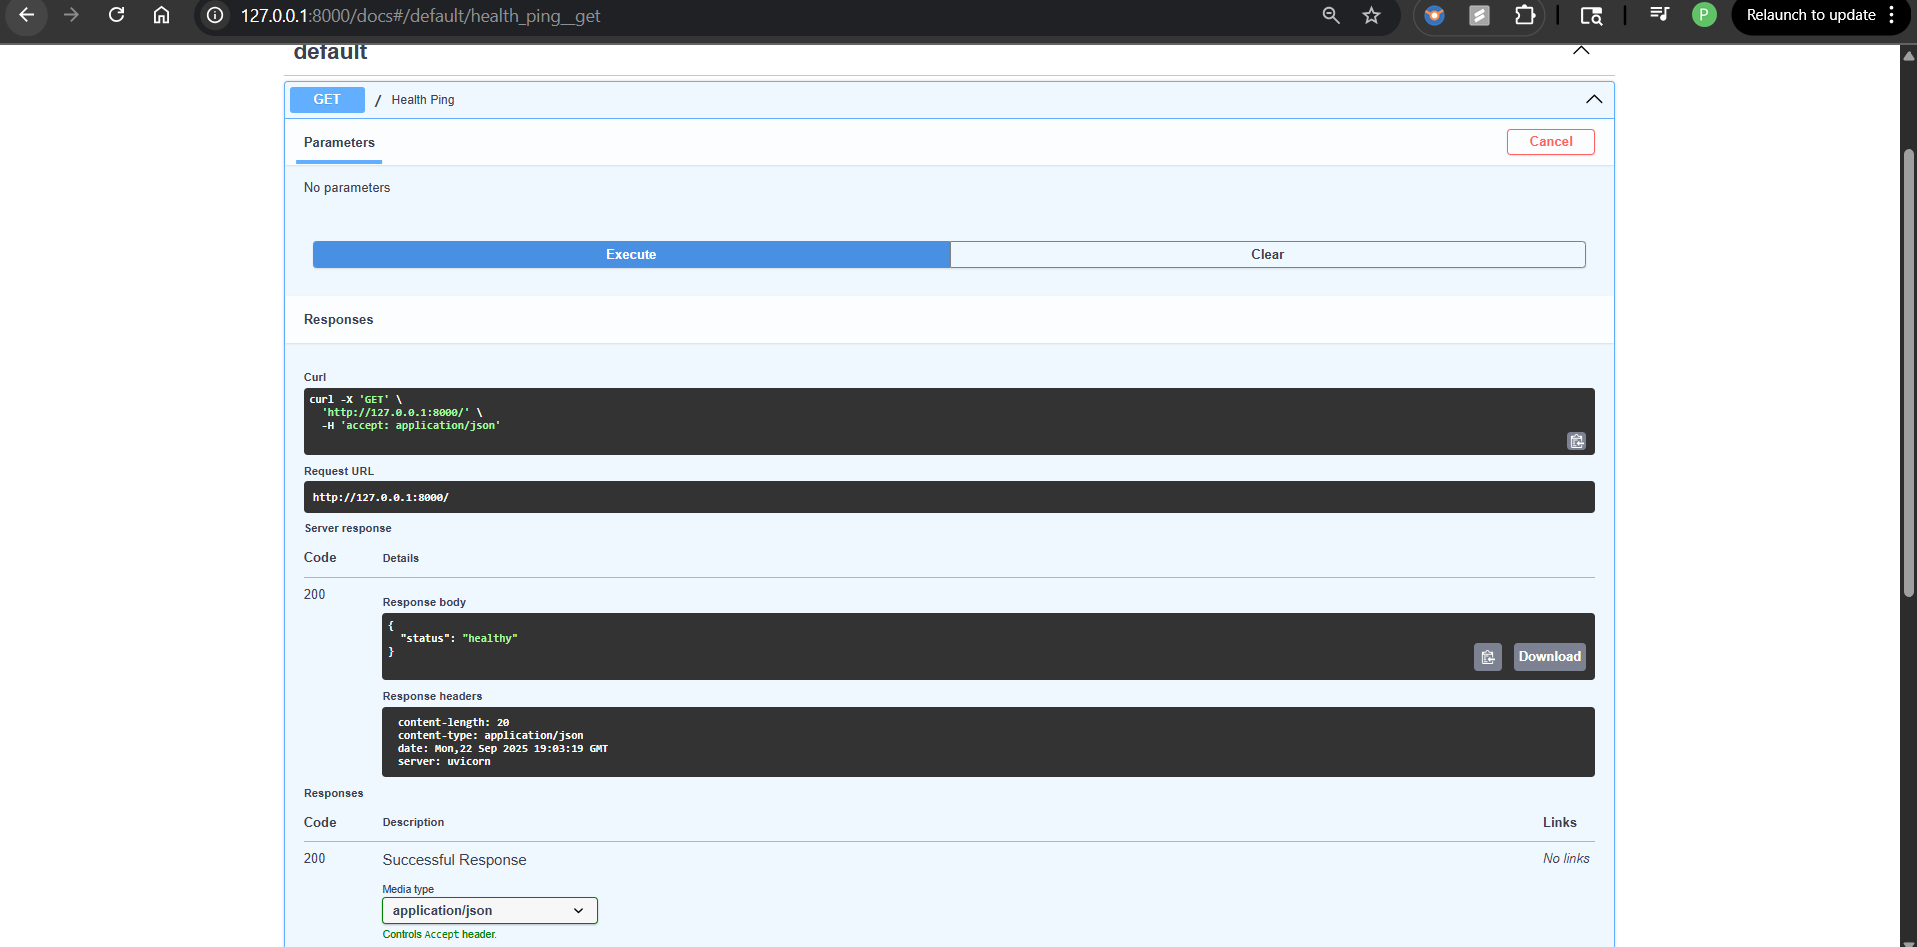 127.0.0.1:8000/docs#/default/health_ping__get
P
Relaunch to update
default
GET / Health Ping
Parameters
Cancel
No parameters
Execute
Clear
Responses
Curl
curl -X 'GET' \
'http://127.0.0.1:8000/' \
-H 'accept: application/json'
Request URL
http://127.0.0.1:8000/
Server response
Code Details
200
Response body
{
"status": "healthy"
}
Download
Response headers
content-length: 20
content-type: application/json
date: Mon,22 Sep 2025 19:03:19 GMT
server: uvicorn
Responses
Code Description Links
200 Successful Response No links
Media type
application/json
Controls Accept header.